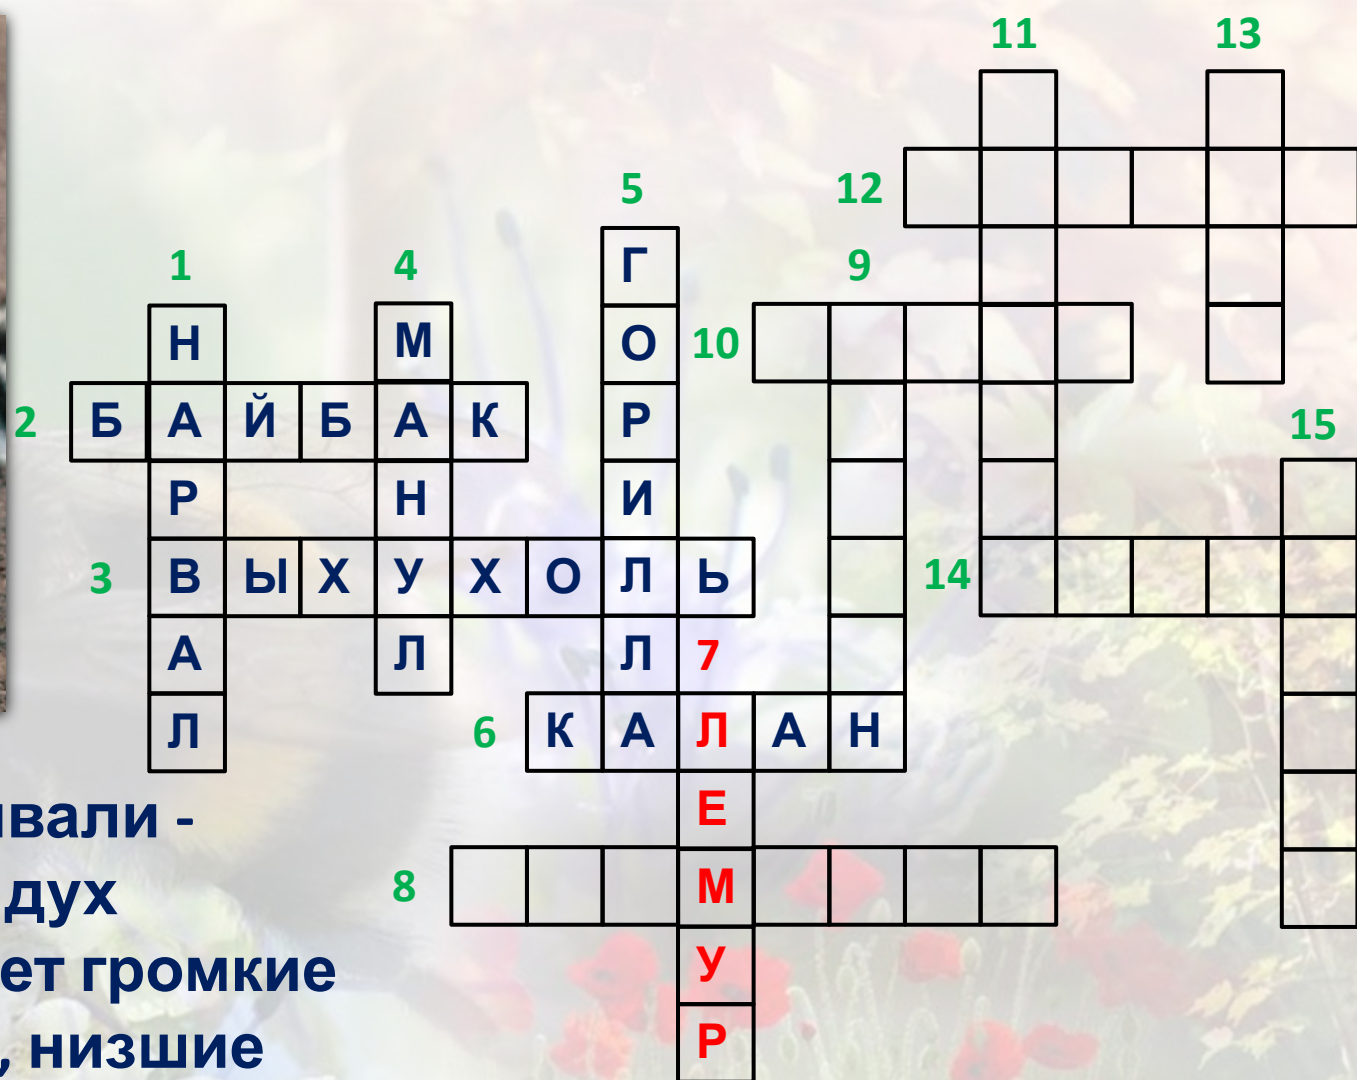 11 13
5 12
1 4 Г 9
Н М О 10
2 Б А Й Б А К Р 15
Р Н И
3 В Ы Х У Х О Л Ь 14
А Л Л 7
Л 6 К А Л А Н
Е
8 М
У
Р
ивали -
дух
ет громкие
, низшие